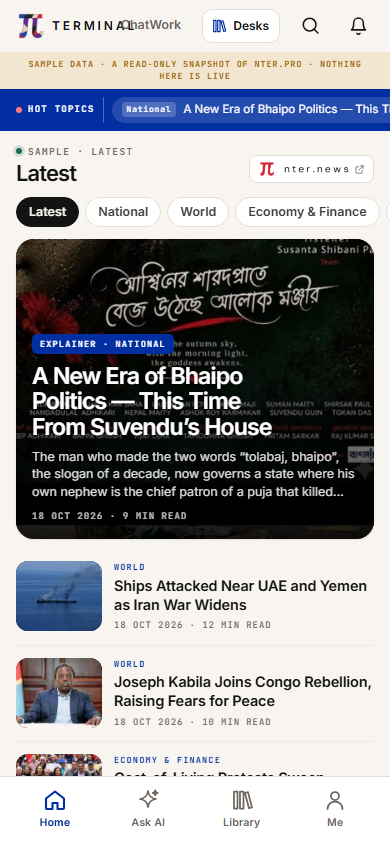 TERMINAL
ChatWork
Desks
SAMPLE DATA · A READ-ONLY SNAPSHOT OF NTER.PRO · NOTHING
HERE IS LIVE
HOT TOPICS
National
A New Era of Bhaipo Politics — This Ti
SAMPLE · LATEST
Latest
nter.news
Latest
National
World
Economy & Finance
Susanta Shibani Pa
আশ্বিনের শারদপ্রাতে
বেজে উঠেছে আলোক মঞ্জীর
he autumn sky,
the morning light,
the goddess awakens.
EXPLAINER · NATIONAL
A New Era of Bhaipo
Politics — This Time
From Suvendu's House
The man who made the two words “tolabaj, bhaipo”,
the slogan of a decade, now governs a state where his
own nephew is the chief patron of a puja that killed...
18 OCT 2026 · 9 MIN READ
WORLD
Ships Attacked Near UAE and Yemen
as Iran War Widens
18 OCT 2026 · 12 MIN READ
WORLD
Joseph Kabila Joins Congo Rebellion,
Raising Fears for Peace
18 OCT 2026 · 10 MIN READ
ECONOMY & FINANCE
Home
Ask AI
Library
Me